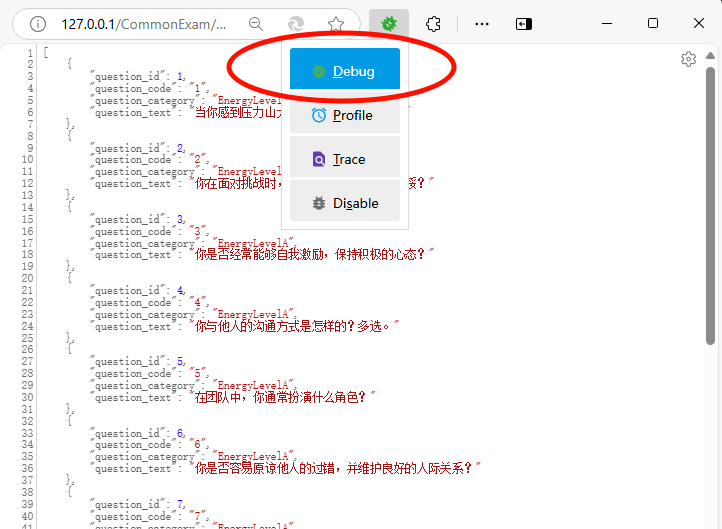 127.0.0.1/CommonExam/...
Debug
Profile
Trace
Disable
1 [
2 {
3 "question_id": 1,
4 "question_code": "1"
5 "question_category": "EnergyLevelA
6 "question_text": "当你感到压力山
7 },
8 {
9 "question_id": 2,
10 "question_code": "2"
11 "question_category": "EnergyLevelA
12 "question_text": "你在面对挑战时,
13 },
14 {
15 "question_id": 3,
16 "question_code": "3"
17 "question_category": "EnergyLevelA",
18 "question_text": "你是否经常能够自我激励, 保持积极的心态?"
19 },
20 {
21 "question_id": 4,
22 "question_code": "4"
23 "question_category": "EnergyLevelA",
24 "question_text": "你与他人的沟通方式是怎样的? 多选。"
25 },
26 {
27 "question_id": 5,
28 "question_code": "5"
29 "question_category": "EnergyLevelA",
30 "question_text": "在团队中, 你通常扮演什么角色?"
31 },
32 {
33 "question_id": 6,
34 "question_code": "6"
35 "question_category": "EnergyLevelA",
36 "question_text": "你是否容易原谅他人的过错, 并维护良好的人际关系?"
37 },
38 {
39 "question_id": 7,
40 "question_code": "7"
41 "question_category": "EnergyLevelA"